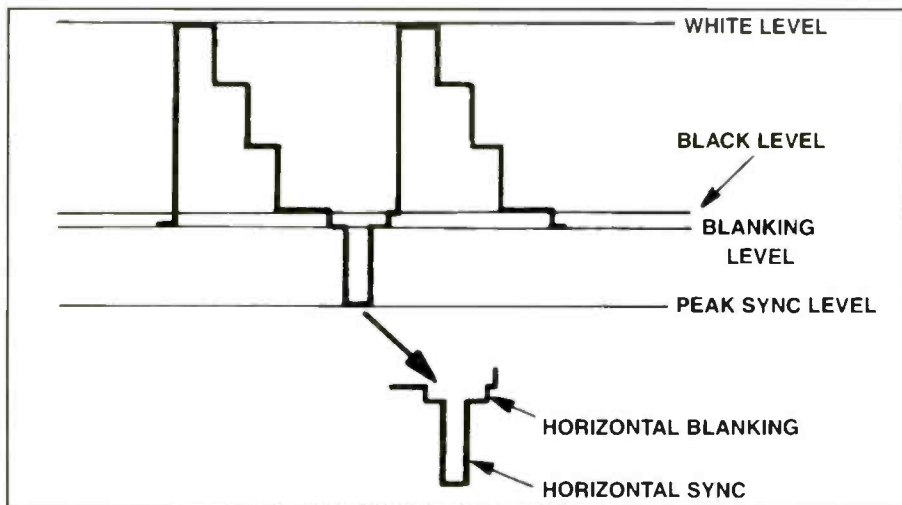 WHITE LEVEL
BLACK LEVEL
BLANKING
LEVEL
PEAK SYNC LEVEL
HORIZONTAL BLANKING
HORIZONTAL SYNC